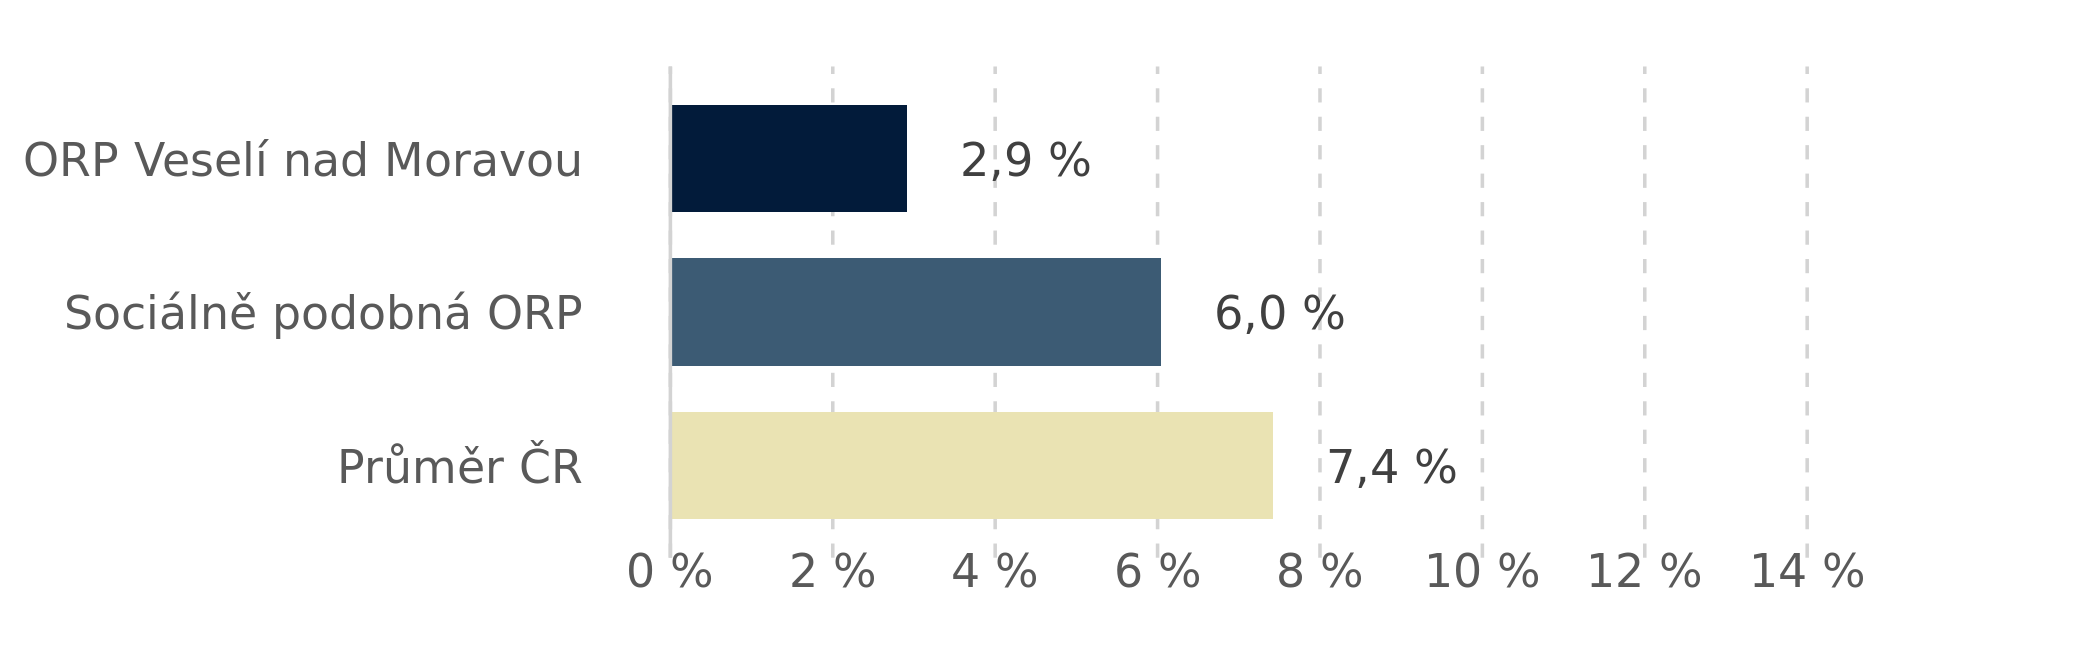 ORP Veselí nad Moravou 2,9 %
Sociálně podobná ORP 6,0 %
Průměr ČR 7,4 %
0 % 2 % 4 % 6 % 8 % 10 % 12 % 14 %